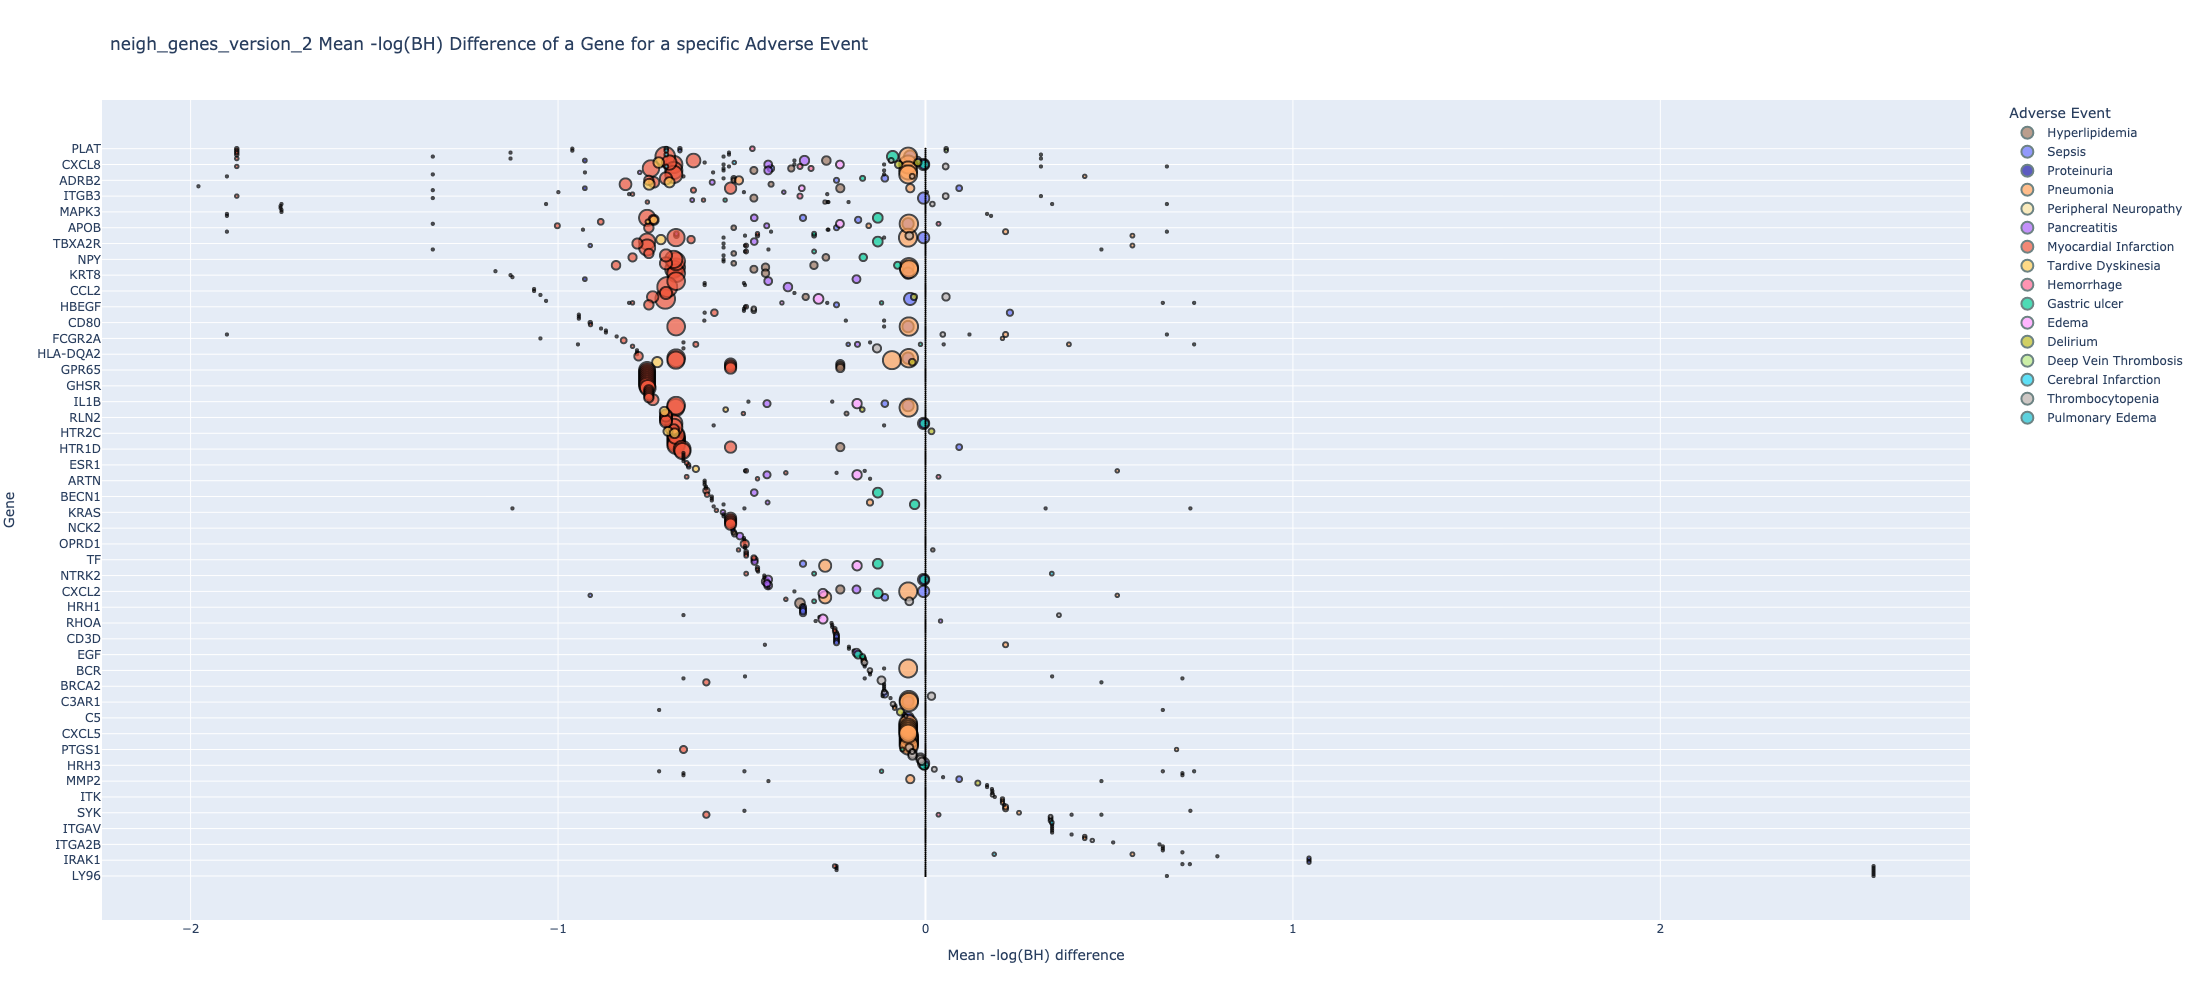 neigh_genes_version_2 Mean -log(BH) Difference of a Gene for a specific Adverse Event
PLAT
CXCL8
ADRB2
ITGB3
MAPK3
APOB
TBXA2R
NPY
KRT8
CCL2
HBEGF
CD80
FCGR2A
HLA-DQA2
GPR65
GHSR
IL1B
RLN2
HTR2C
HTR1D
ESR1
ARTN
BECN1
KRAS
NCK2
OPRD1
TF
NTRK2
CXCL2
HRH1
RHOA
CD3D
EGF
BCR
BRCA2
C3AR1
C5
CXCL5
PTGS1
HRH3
MMP2
ITK
SYK
ITGAV
ITGA2B
IRAK1
LY96
Gene
−2
−1
0
1
2
Mean -log(BH) difference
Adverse Event
Hyperlipidemia
Sepsis
Proteinuria
Pneumonia
Peripheral Neuropathy
Pancreatitis
Myocardial Infarction
Tardive Dyskinesia
Hemorrhage
Gastric ulcer
Edema
Delirium
Deep Vein Thrombosis
Cerebral Infarction
Thrombocytopenia
Pulmonary Edema